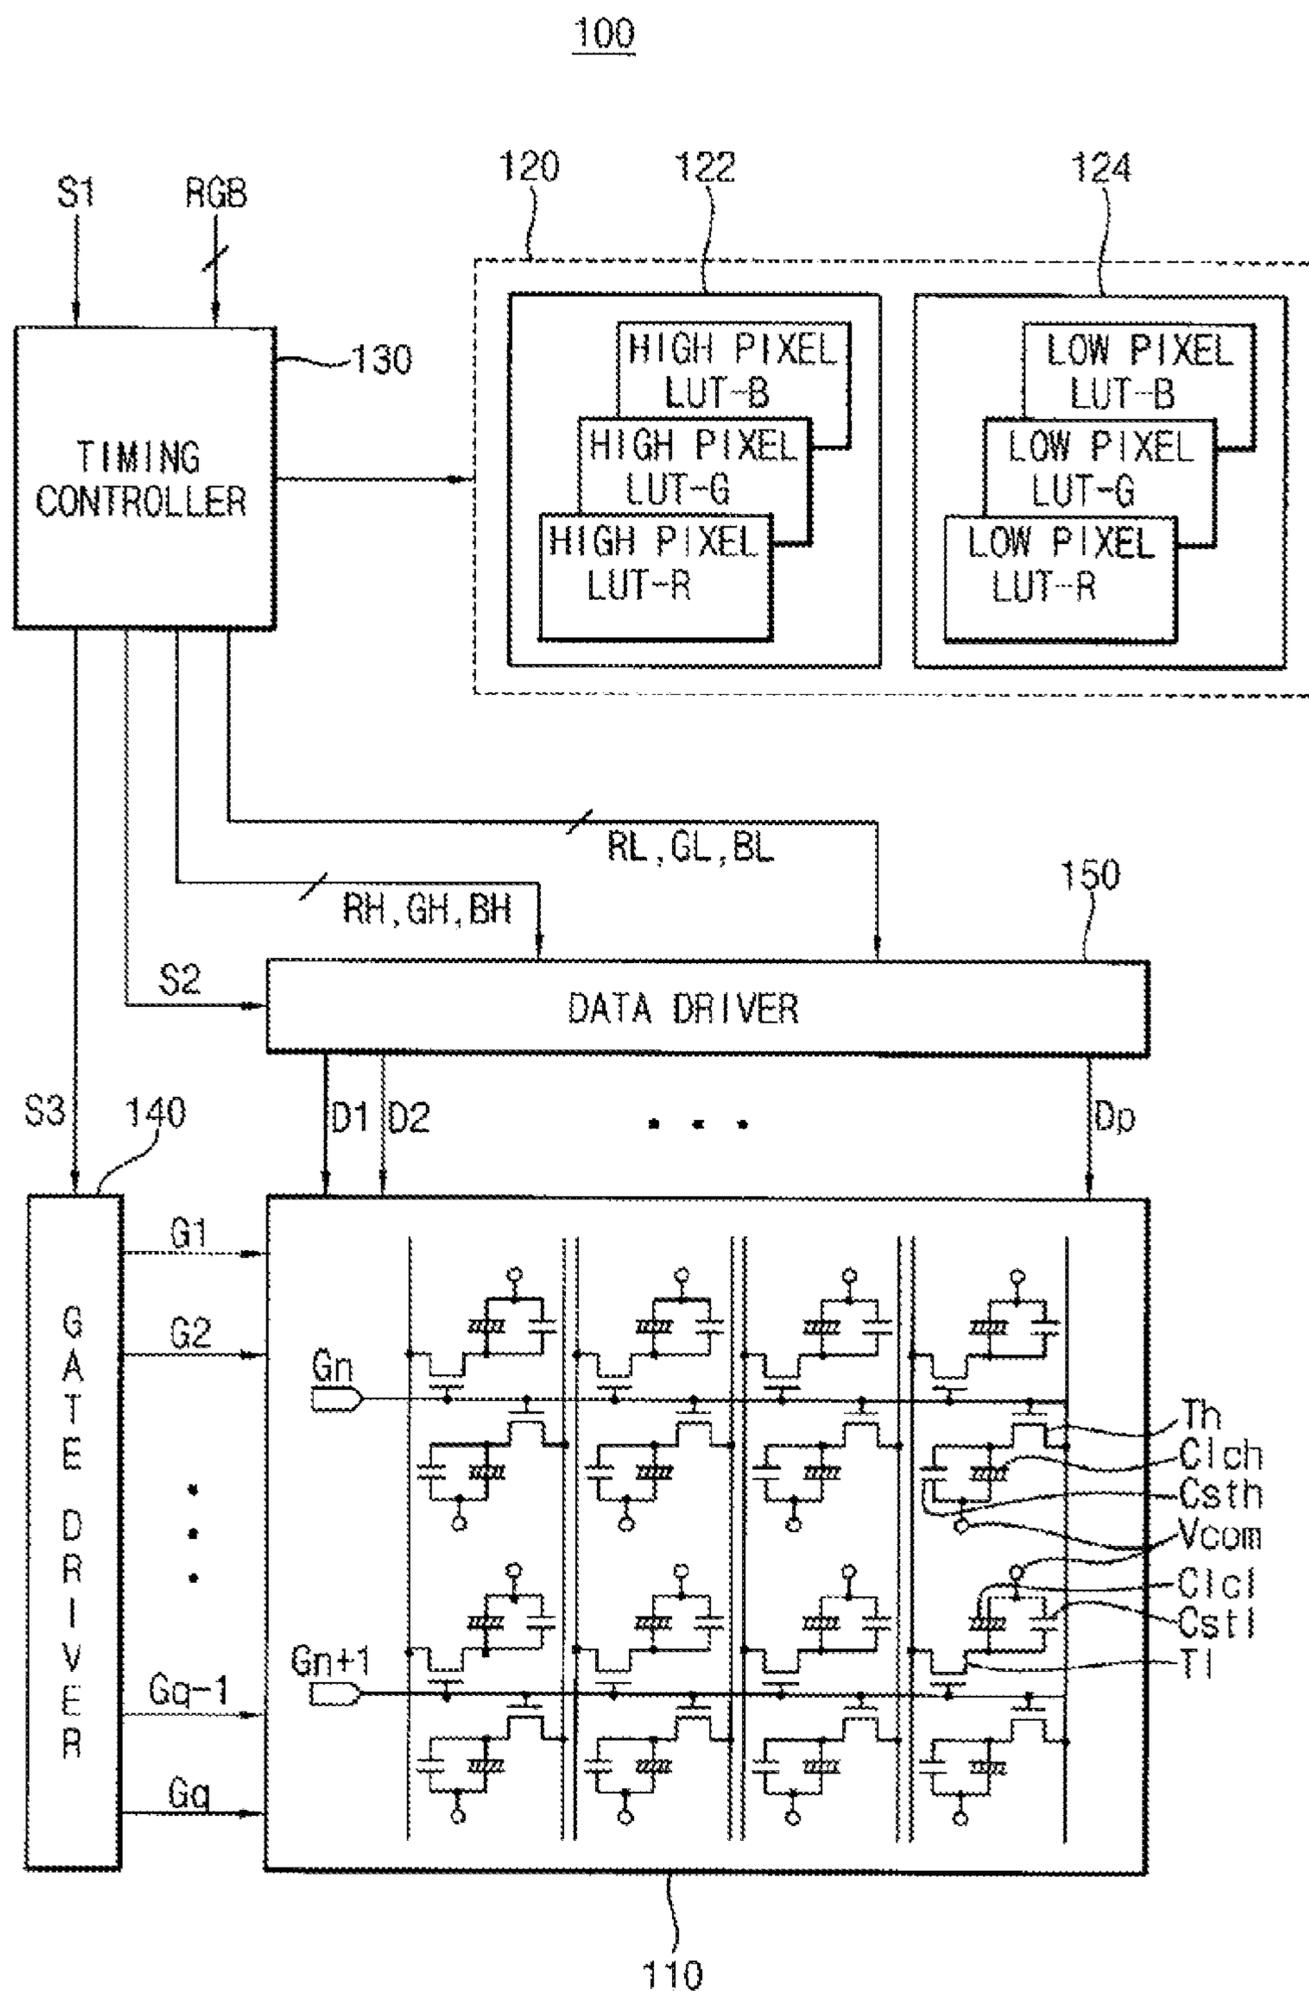 100
120
122
124
S1
RGB
130
TIMING
CONTROLLER
HIGH PIXEL
LUT-B
HIGH PIXEL
LUT-G
HIGH PIXEL
LUT-R
LOW PIXEL
LUT-B
LOW PIXEL
LUT-G
LOW PIXEL
LUT-R
RL,GL,BL
RH,GH,BH
150
S2
DATA DRIVER
S3
140
D1
D2
. . .
Dp
GATE DRIVER
G1
G2
Gq-1
Gq
Gn
Gn+1
Th
Clch
Csth
Vcom
Clcl
Cstl
Tl
110